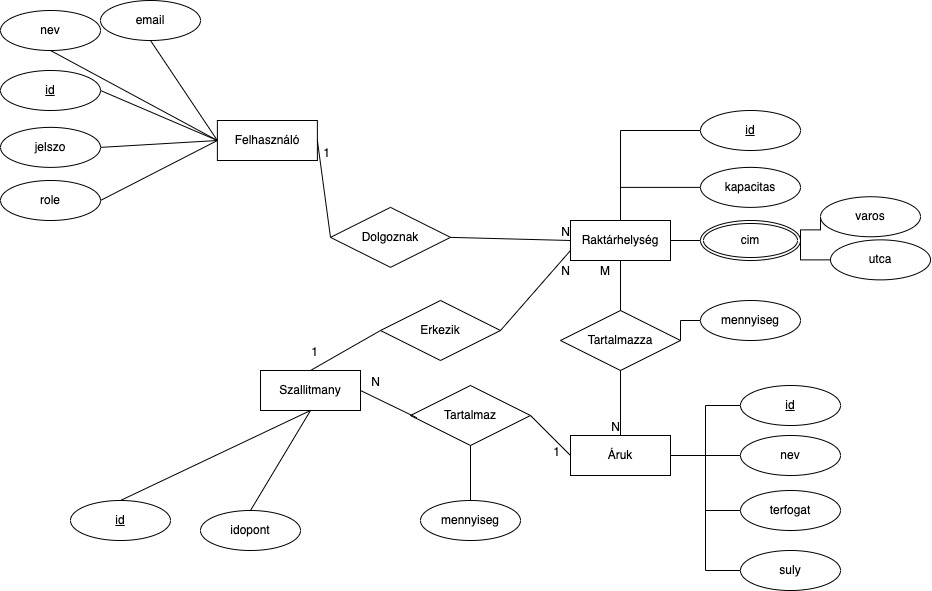 email
nev
id
jelszo
role
Felhasználó
1
Dolgoznak
N
Raktárhelység
N
M
id
kapacitas
cim
varos
utca
Erkezik
1
Tartalmazza
mennyiseg
Szallitmany
N
Tartalmaz
1
N
Áruk
id
nev
terfogat
suly
id
idopont
mennyiseg